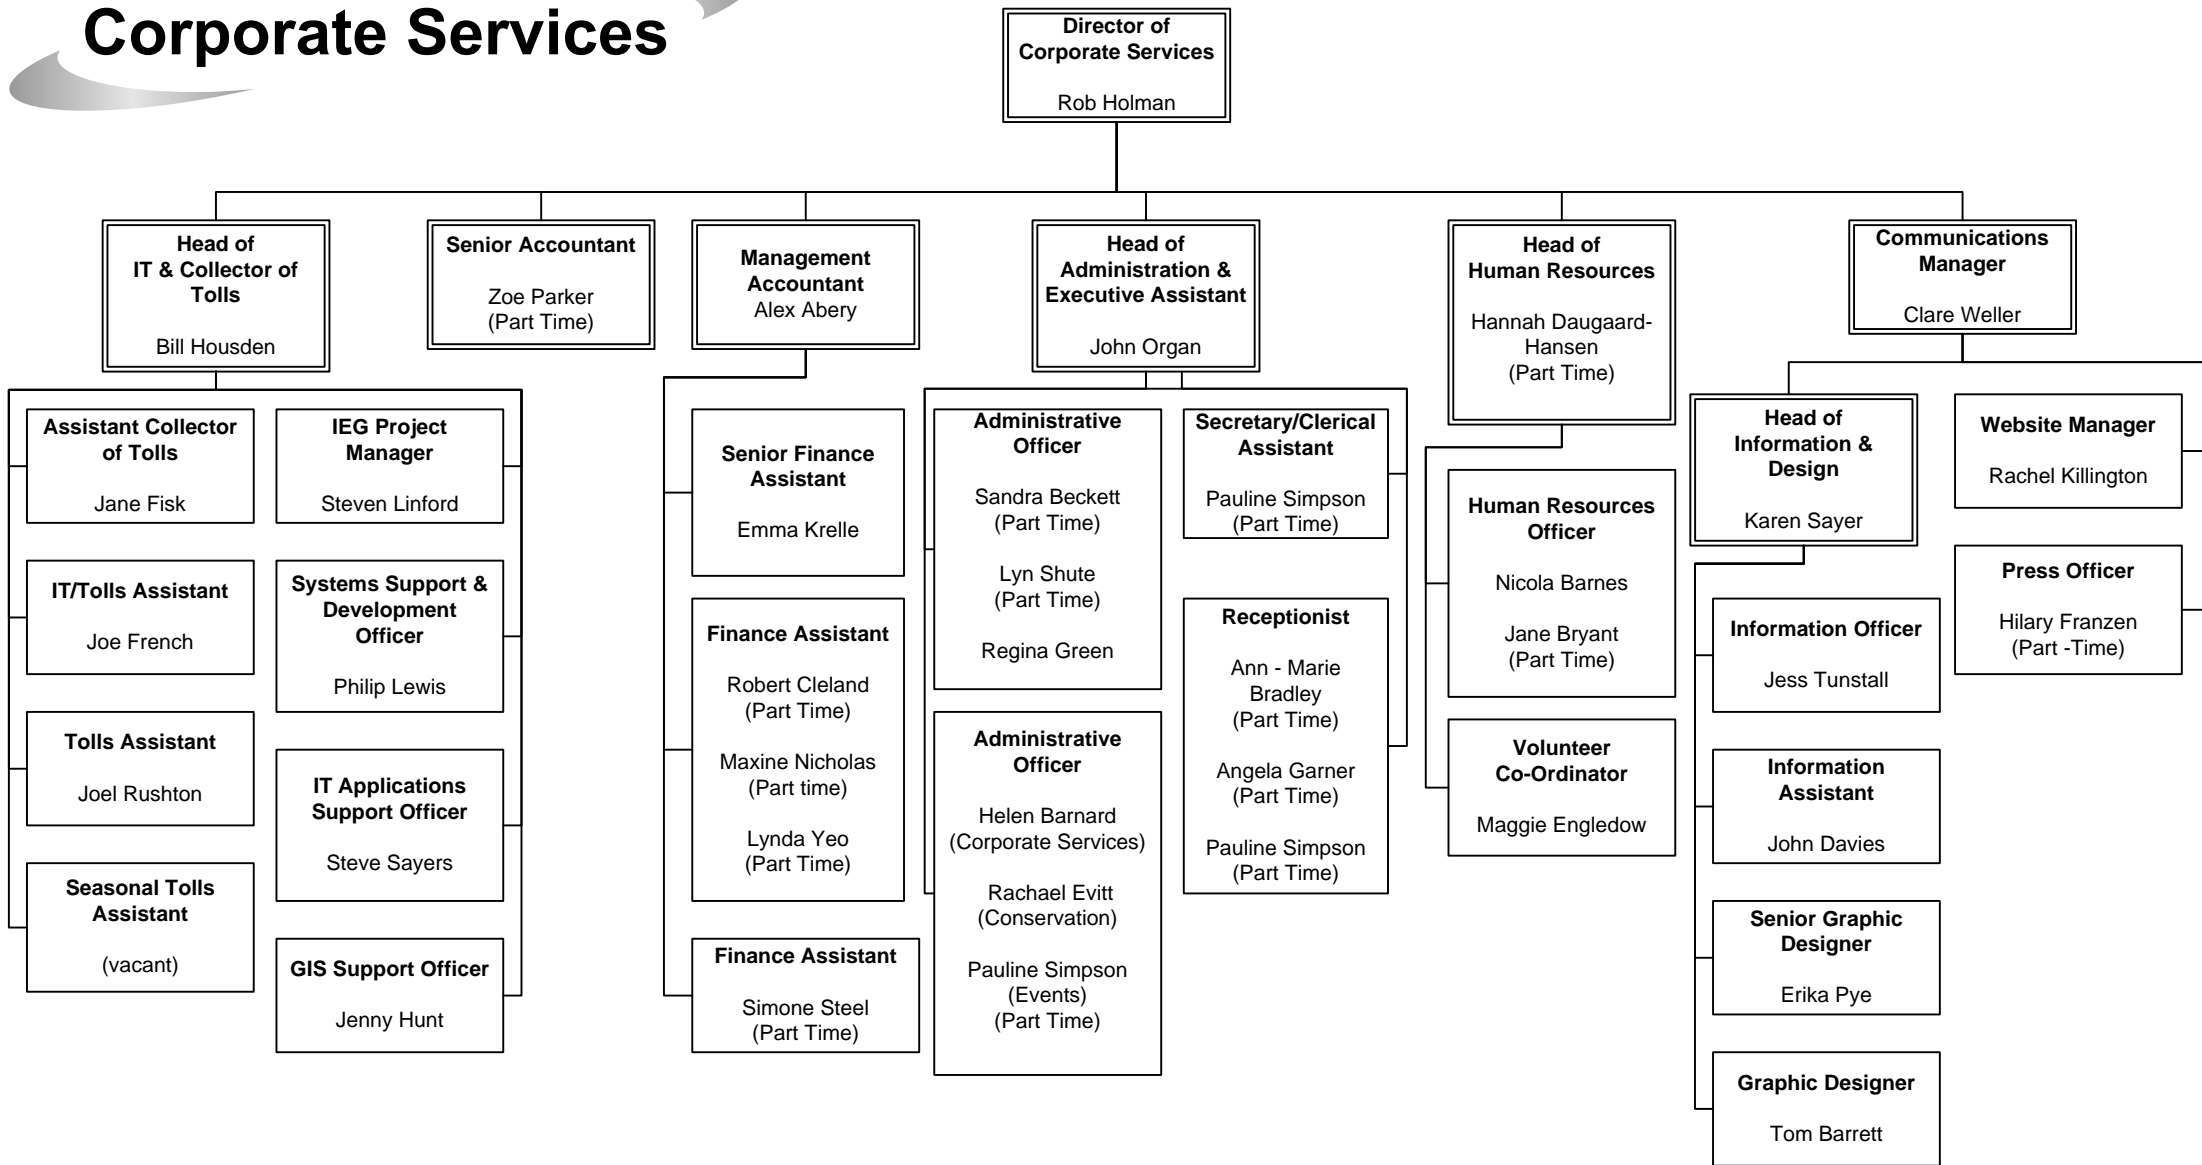 Corporate Services
Director of
Corporate Services
Rob Holman
Head of
IT & Collector of
Tolls
Bill Housden
Senior Accountant
Zoe Parker
(Part Time)
Management
Accountant
Alex Abery
Head of
Administration &
Executive Assistant
John Organ
Head of
Human Resources
Hannah Daugaard-
Hansen
(Part Time)
Communications
Manager
Clare Weller
Assistant Collector
of Tolls
Jane Fisk
IT/Tolls Assistant
Joe French
Tolls Assistant
Joel Rushton
Seasonal Tolls
Assistant
(vacant)
IEG Project
Manager
Steven Linford
Systems Support &
Development
Officer
Philip Lewis
IT Applications
Support Officer
Steve Sayers
GIS Support Officer
Jenny Hunt
Senior Finance
Assistant
Emma Krelle
Finance Assistant
Robert Cleland
(Part Time)
Maxine Nicholas
(Part time)
Lynda Yeo
(Part Time)
Finance Assistant
Simone Steel
(Part Time)
Administrative
Officer
Sandra Beckett
(Part Time)
Lyn Shute
(Part Time)
Regina Green
Administrative
Officer
Helen Barnard
(Corporate Services)
Rachael Evitt
(Conservation)
Pauline Simpson
(Events)
(Part Time)
Secretary/Clerical
Assistant
Pauline Simpson
(Part Time)
Receptionist
Ann - Marie
Bradley
(Part Time)
Angela Garner
(Part Time)
Pauline Simpson
(Part Time)
Human Resources
Officer
Nicola Barnes
Jane Bryant
(Part Time)
Volunteer
Co-Ordinator
Maggie Engledow
Head of
Information &
Design
Karen Sayer
Information Officer
Jess Tunstall
Information
Assistant
John Davies
Senior Graphic
Designer
Erika Pye
Graphic Designer
Tom Barrett
Website Manager
Rachel Killington
Press Officer
Hilary Franzen
(Part -Time)